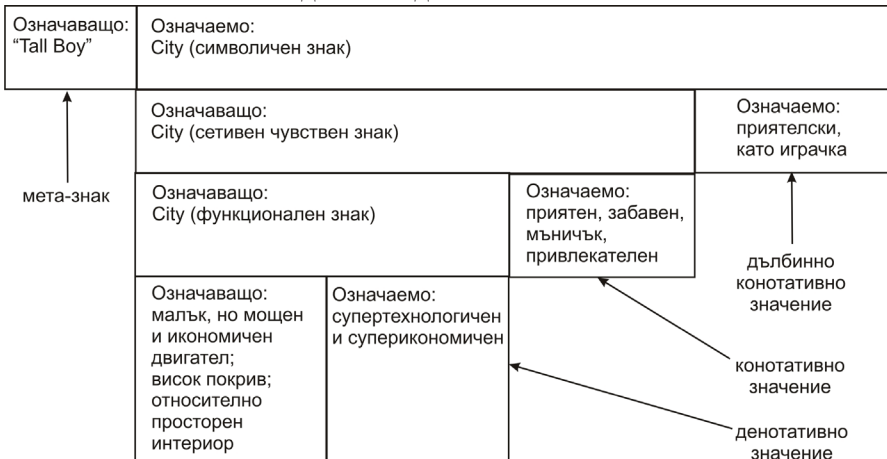 Означаващо:
"Tall Boy"
Означаемо:
City (символичен знак)
Означаващо:
City (сетивен чувствен знак)
Означаемо:
приятелски,
като играчка
мета-знак
Означаващо:
City (функционален знак)
Означаемо:
приятен, забавен,
мъничък,
привлекателен
дълбинно
конотативно
значение
Означаващо:
малък, но мощен
и икономичен
двигател;
висок покрив;
относително
просторен
интериор
Означаемо:
супертехнологичен
и суперикономичен
конотативно
значение
денотативно
значение